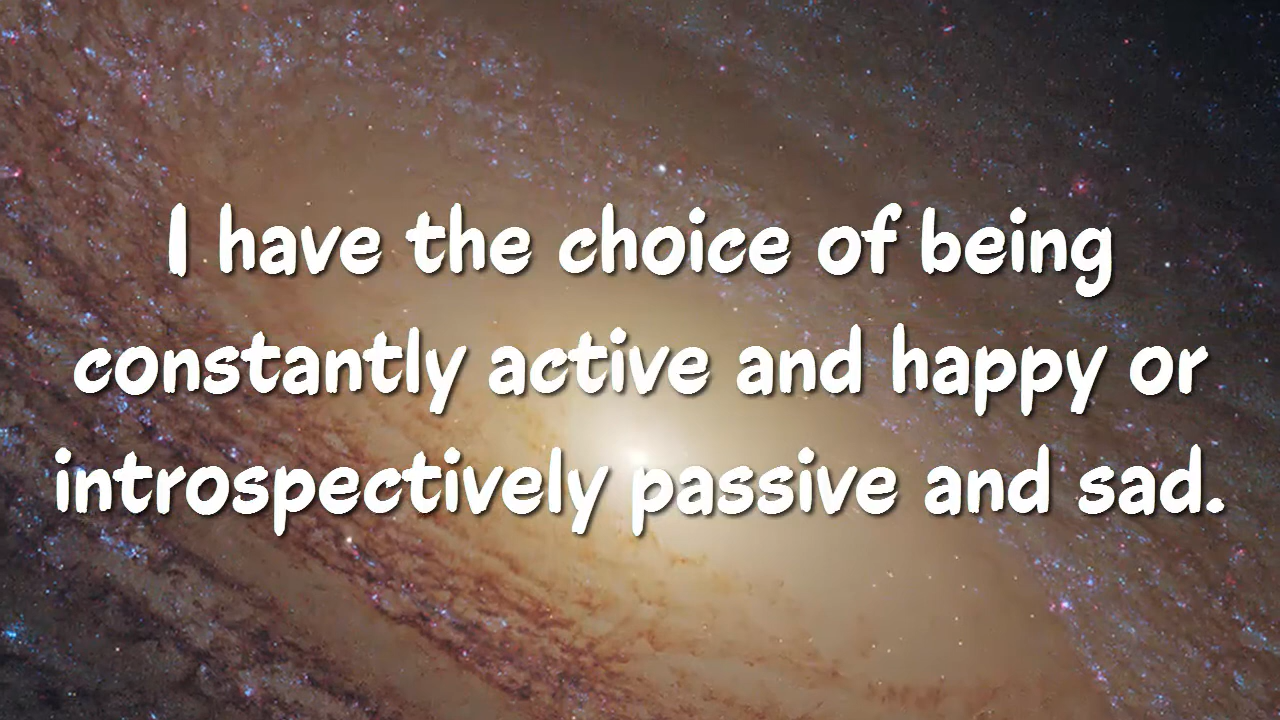 I have the choice of being
constantly active and happy or
introspectively passive and sad.